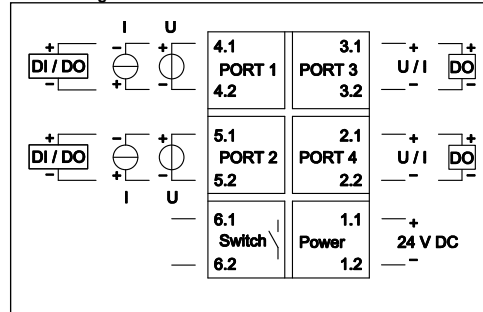 I U
+ - + 4.1 3.1 + +
DI / DO PORT 1 PORT 3 U / I DO
- + - 4.2 3.2 - -
+ - + 5.1 2.1 + +
DI / DO PORT 2 PORT 4 U / I DO
- + - 5.2 2.2 - -
I U
6.1 1.1 +
Switch Power 24 V DC
6.2 1.2 -